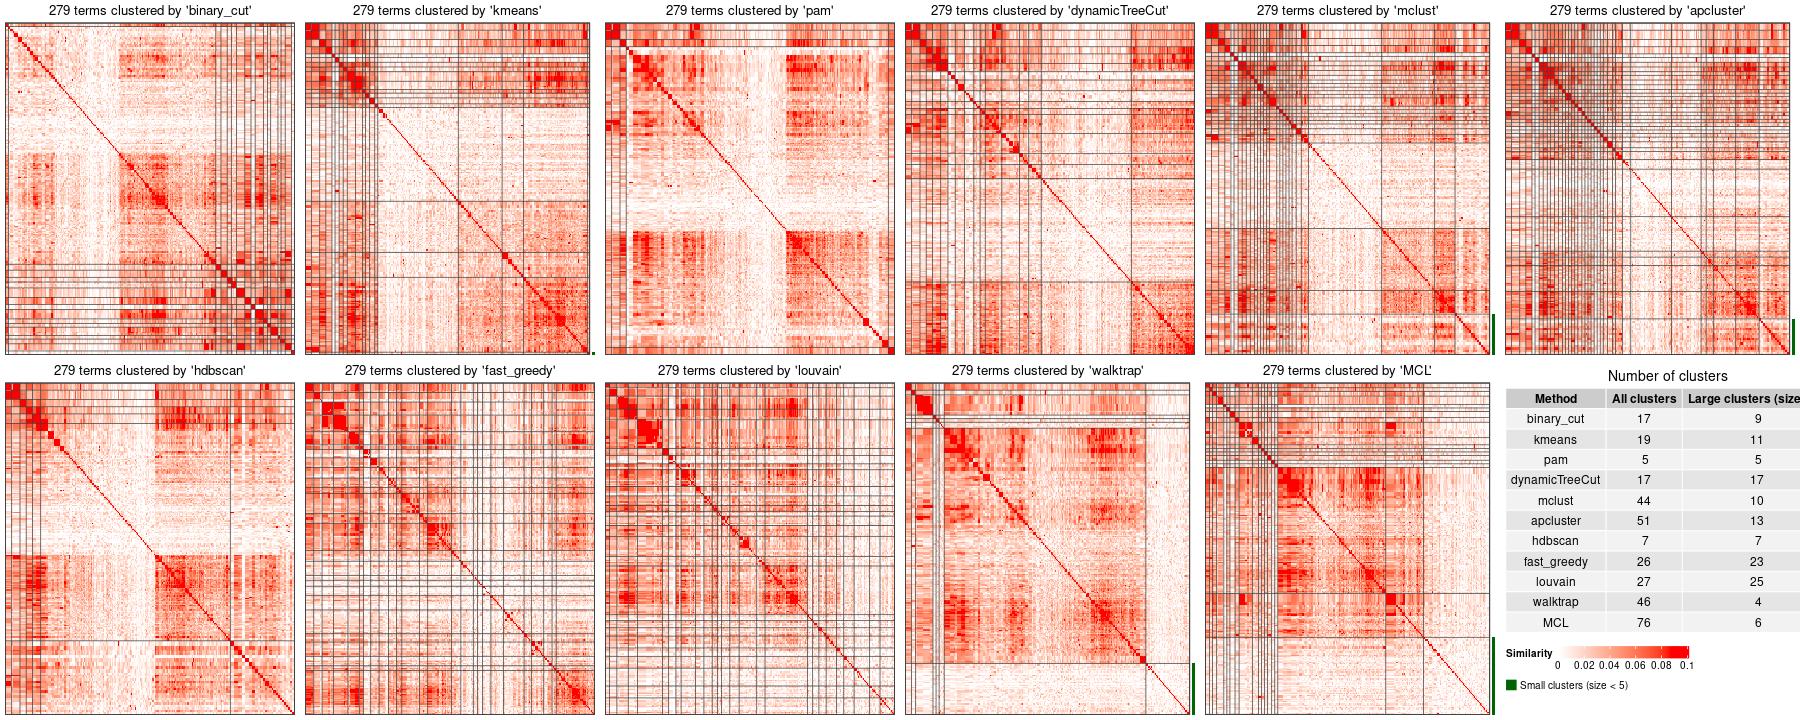 279 terms clustered by 'binary_cut'
279 terms clustered by 'kmeans'
279 terms clustered by 'pam'
279 terms clustered by 'dynamicTreeCut'
279 terms clustered by 'mclust'
279 terms clustered by 'apcluster'
279 terms clustered by 'hdbscan'
279 terms clustered by 'fast_greedy'
279 terms clustered by 'louvain'
279 terms clustered by 'walktrap'
279 terms clustered by 'MCL'
Number of clusters
Method All clusters Large clusters (size
binary_cut 17 9
kmeans 19 11
pam 5 5
dynamicTreeCut 17 17
mclust 44 10
apcluster 51 13
hdbscan 7 7
fast_greedy 26 23
louvain 27 25
walktrap 46 4
MCL 76 6
Similarity
0 0.02 0.04 0.06 0.08 0.1
Small clusters (size < 5)